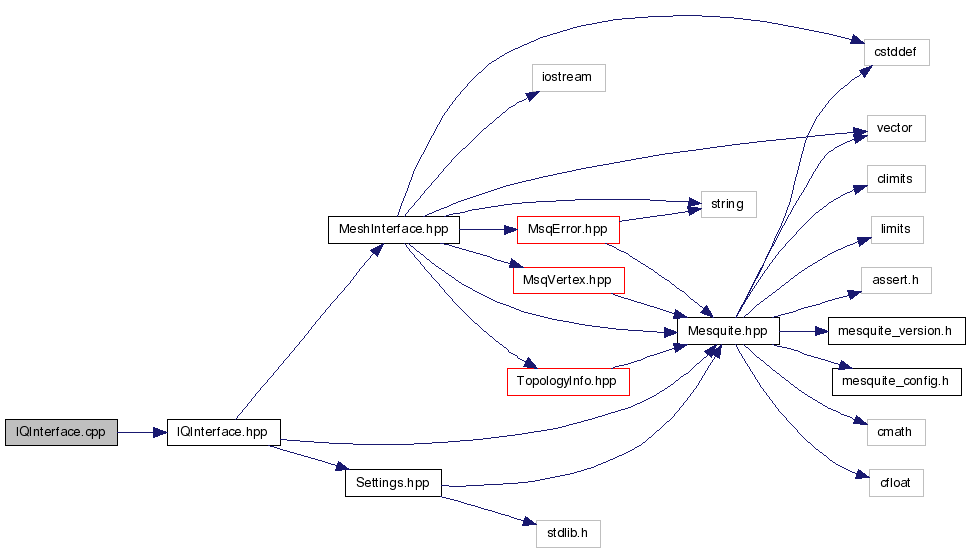 cstddef
iostream
vector
climits
string
MeshInterface.hpp
MsqError.hpp
limits
MsqVertex.hpp
assert.h
Mesquite.hpp
mesquite_version.h
TopologyInfo.hpp
mesquite_config.h
IQInterface.cpp
IQInterface.hpp
cmath
Settings.hpp
cfloat
stdlib.h